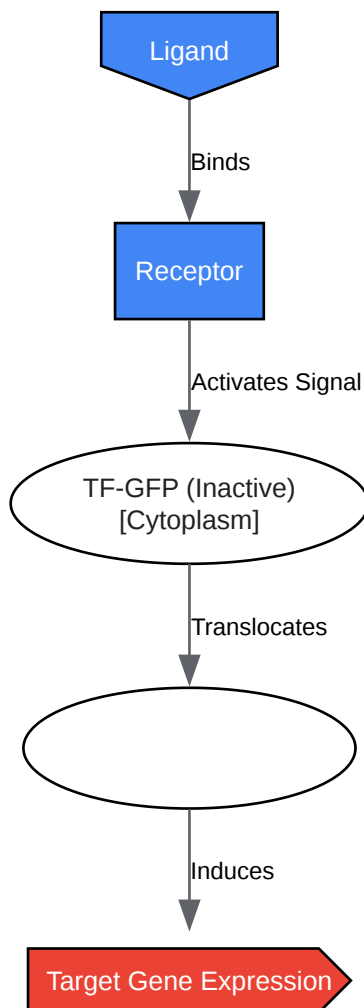 Ligand
Binds
Receptor
Activates Signal
TF-GFP (Inactive)
[Cytoplasm]
Translocates
Induces
Target Gene Expression